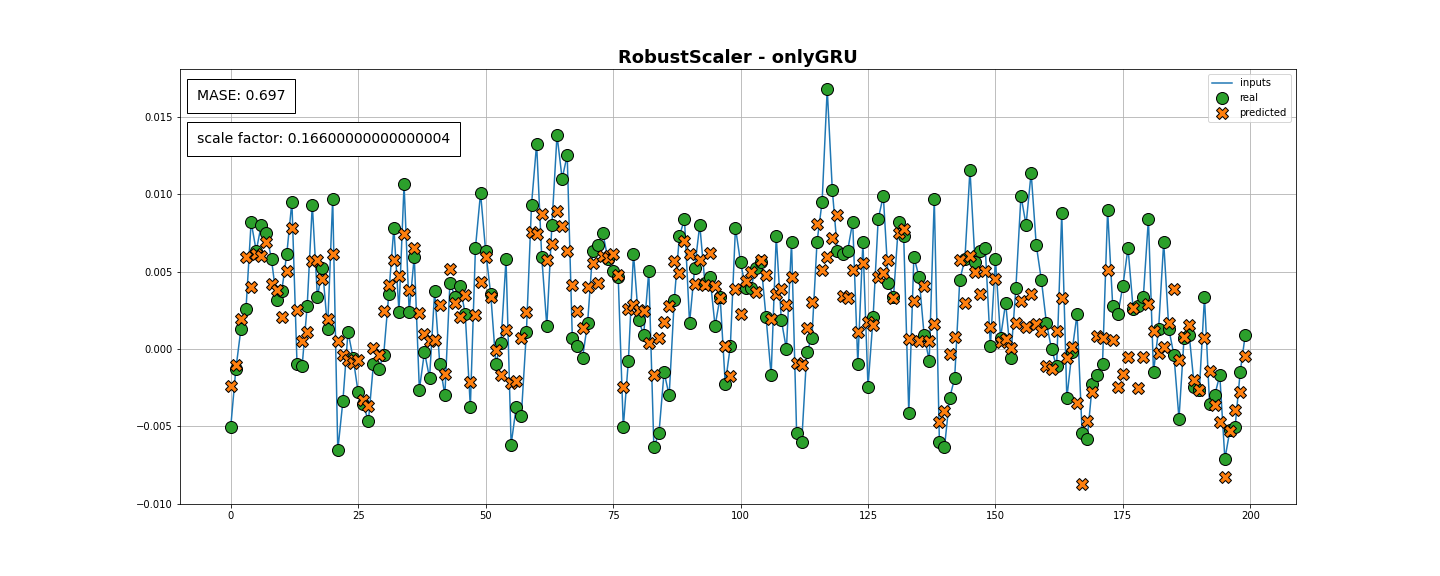 RobustScaler - onlyGRU
MASE: 0.697
scale factor: 0.16600000000000004
inputs
real
predicted
0.015
0.010
0.005
0.000
−0.005
−0.010
0 25 50 75 100 125 150 175 200